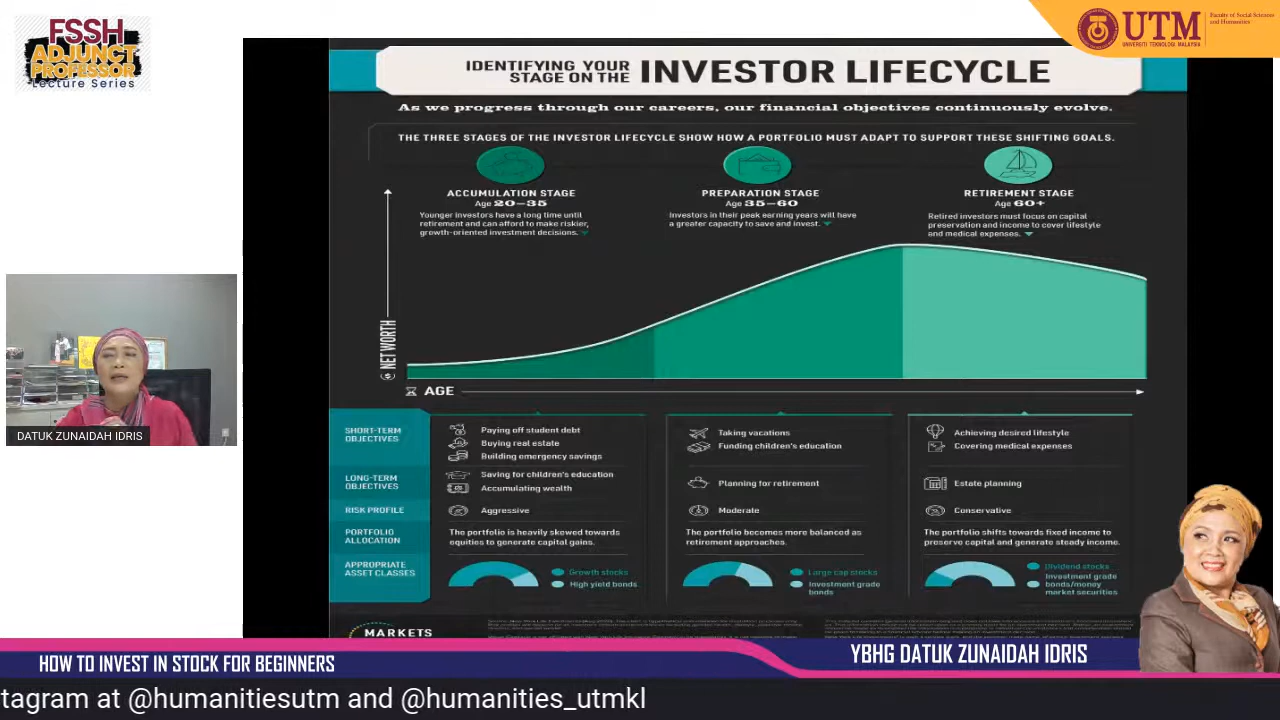 FSSH
ADJUNCT
PROFESSOR
Lecture Series
UTM
UNIVERSITI TEKNOLOGI MALAYSIA
Faculty of Social Sciences
and Humanities
IDENTIFYING YOUR
STAGE ON THE
INVESTOR LIFECYCLE
As we progress through our careers, our financial objectives continuously evolve.
THE THREE STAGES OF THE INVESTOR LIFECYCLE SHOW HOW A PORTFOLIO MUST ADAPT TO SUPPORT THESE SHIFTING GOALS.
ACCUMULATION STAGE
Age 20–35
Younger investors have a long time until
retirement and can afford to make riskier,
growth-oriented investment decisions.
PREPARATION STAGE
Age 35–60
Investors in their peak earning years will have
a greater capacity to save and invest.
RETIREMENT STAGE
Age 60+
Retired investors must focus on capital
preservation and income to cover lifestyle
and medical expenses.
NET WORTH
AGE
DATUK ZUNAIDAH IDRIS
SHORT-TERM
OBJECTIVES
Paying off student debt
Buying real estate
Building emergency savings
Taking vacations
Funding children's education
Achieving desired lifestyle
Covering medical expenses
LONG-TERM
OBJECTIVES
Saving for children's education
Accumulating wealth
Planning for retirement
Estate planning
RISK PROFILE
Aggressive
Moderate
Conservative
PORTFOLIO
ALLOCATION
The portfolio is heavily skewed towards
equities to generate capital gains.
The portfolio becomes more balanced as
retirement approaches.
The portfolio shifts towards fixed income to
preserve capital and generate steady income.
APPROPRIATE
ASSET CLASSES
Growth stocks
High yield bonds
Large cap stocks
Investment grade
bonds
Dividend stocks
Investment grade
bonds/money
market securities
MARKETS
HOW TO INVEST IN STOCK FOR BEGINNERS
YBHG DATUK ZUNAIDAH IDRIS
tagram at @humanitiesutm and @humanities_utmkl